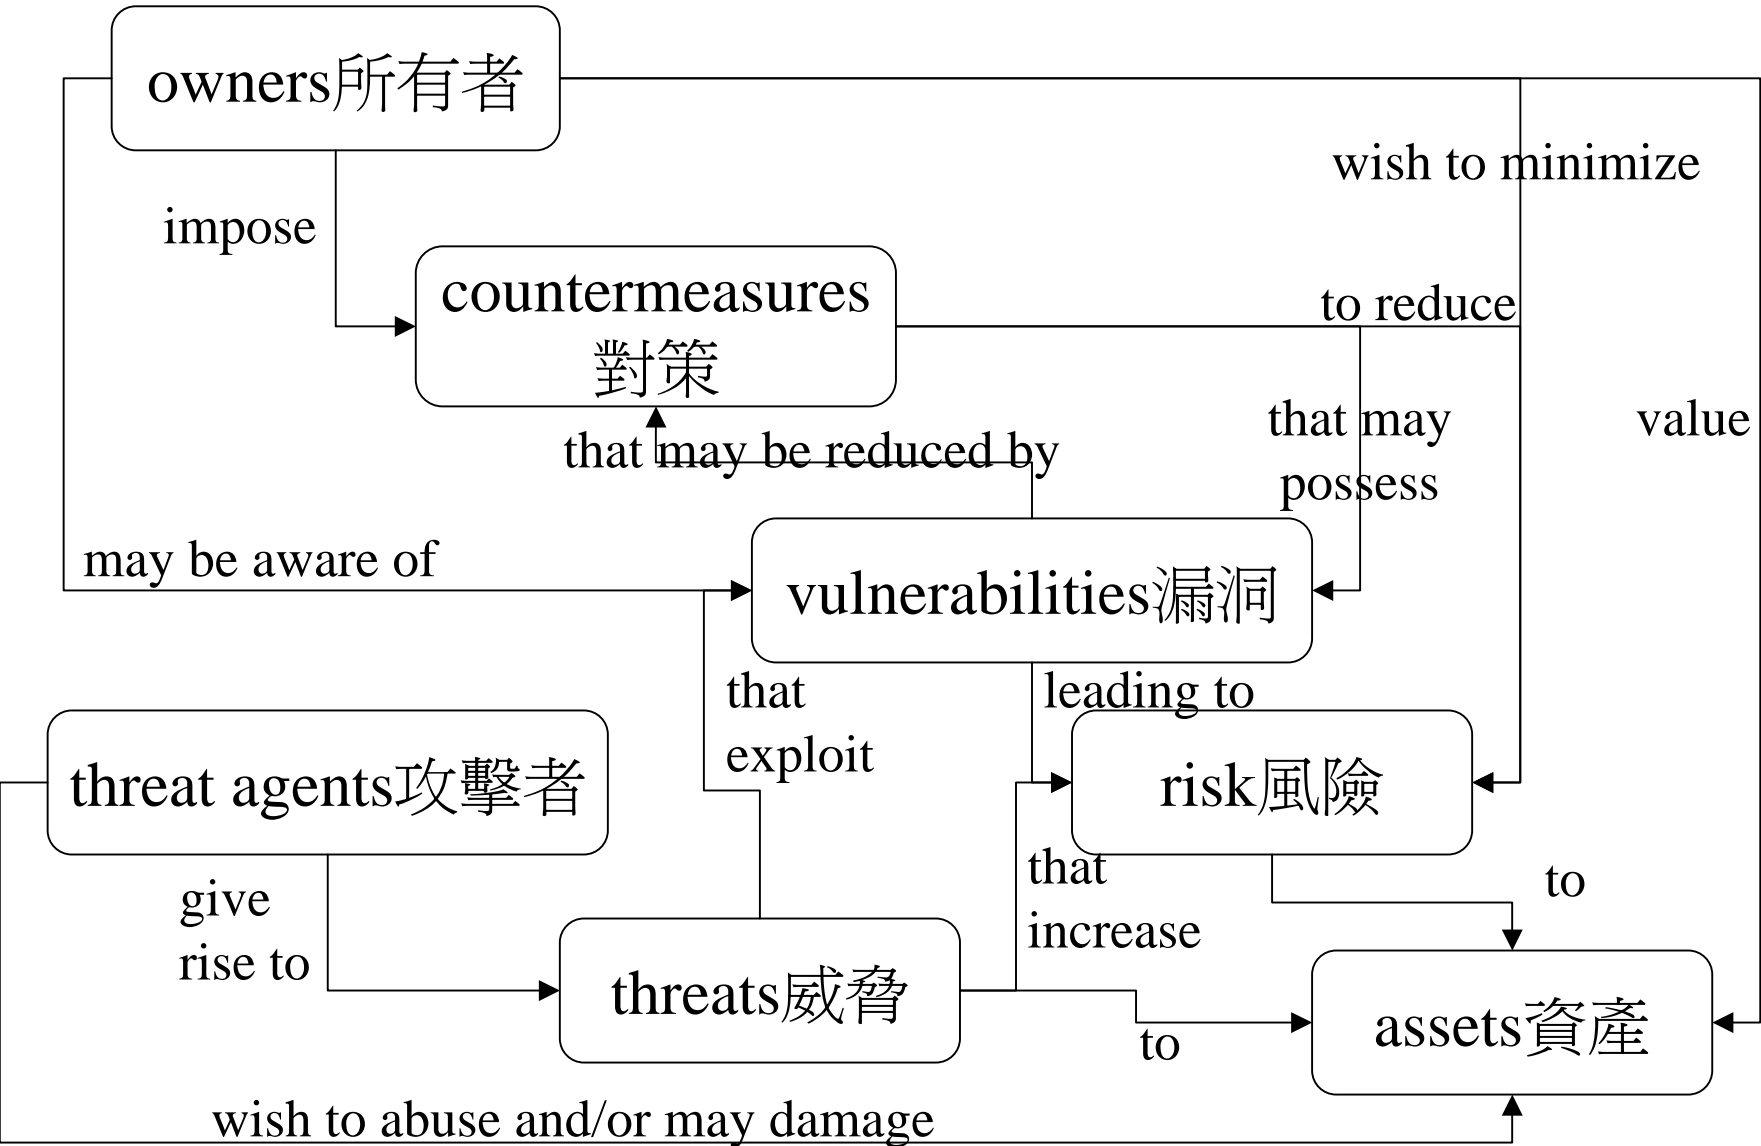 owners所有者
wish to minimize
impose
countermeasures
對策
to reduce
that may
possess
value
that may be reduced by
may be aware of
vulnerabilities漏洞
that
exploit
leading to
threat agents攻擊者
risk風險
that
increase
to
give
rise to
threats威脅
to
assets資產
wish to abuse and/or may damage